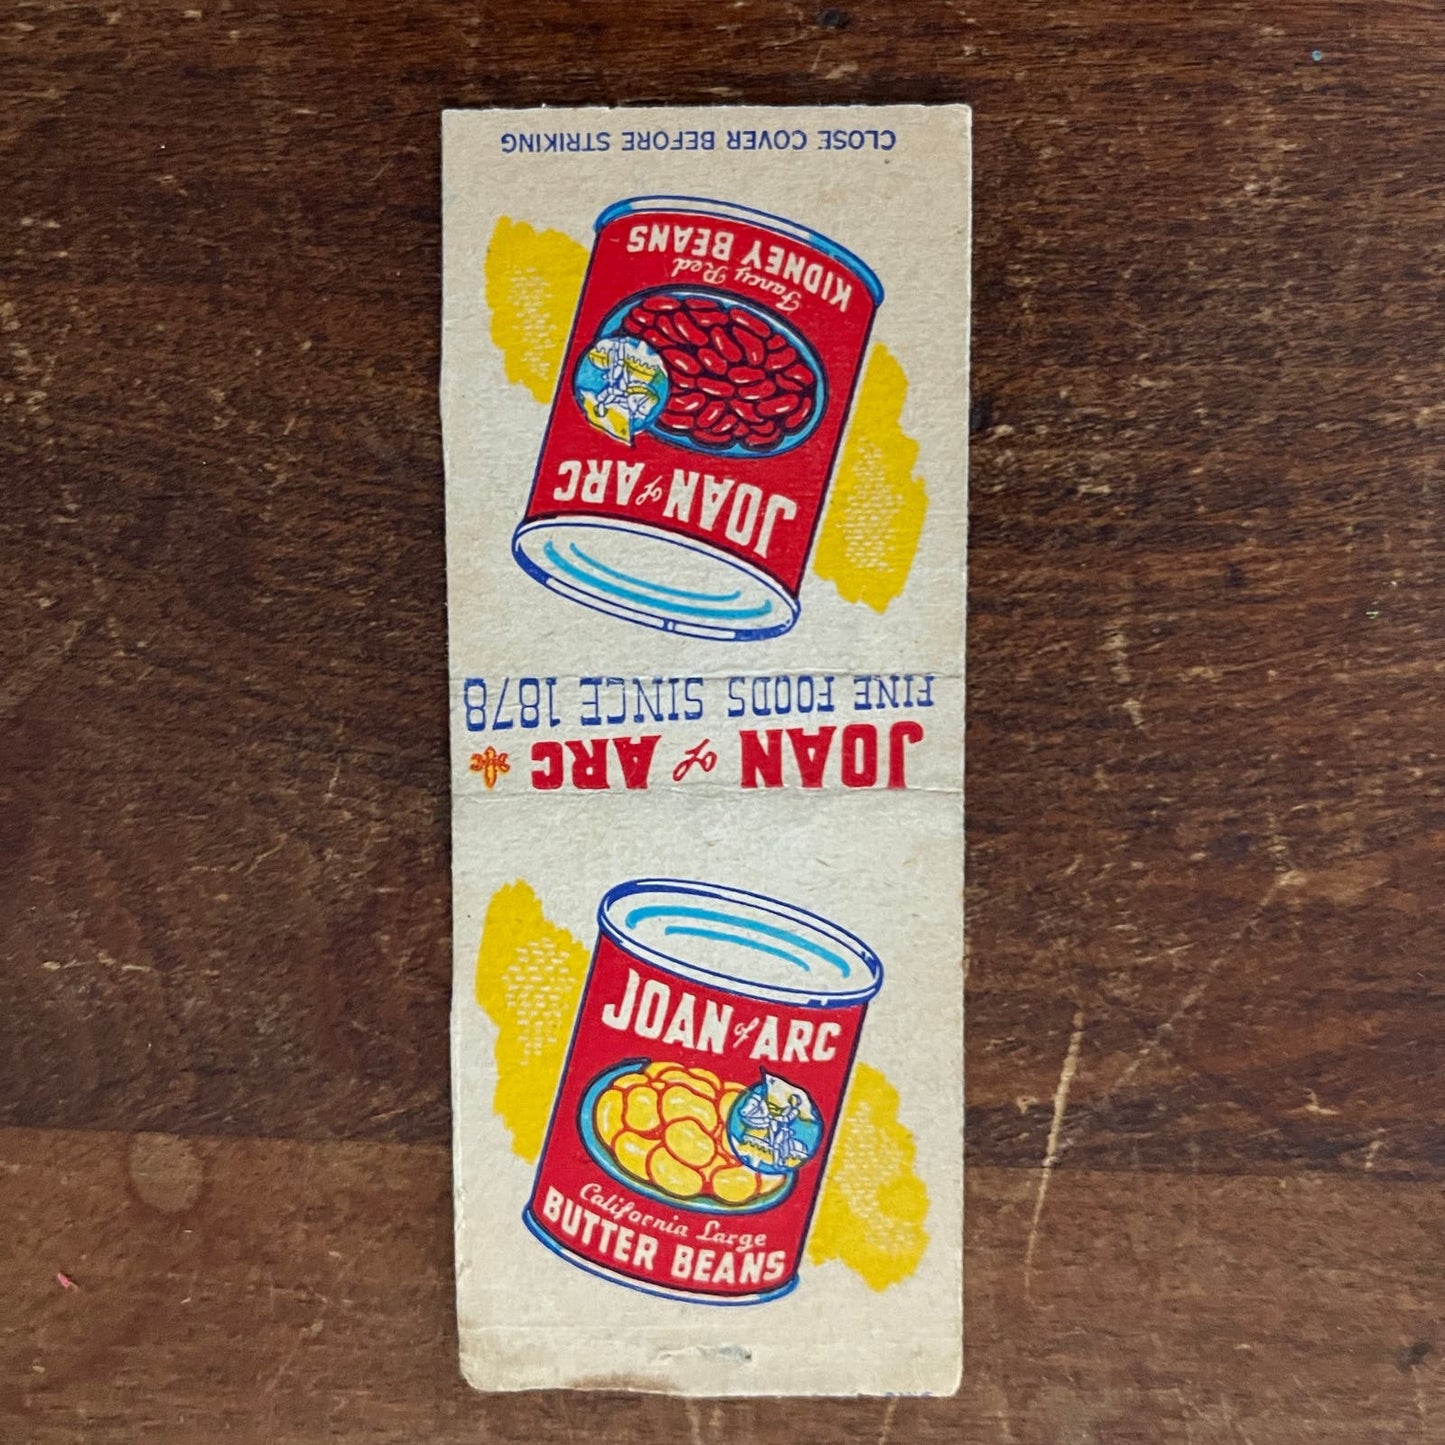 CLOSE COVER BEFORE STRIKING
JOAN of ARC
Fancy Red
KIDNEY BEANS
JOAN of ARC
FINE FOODS SINCE 1878
JOAN of ARC
California Large
BUTTER BEANS